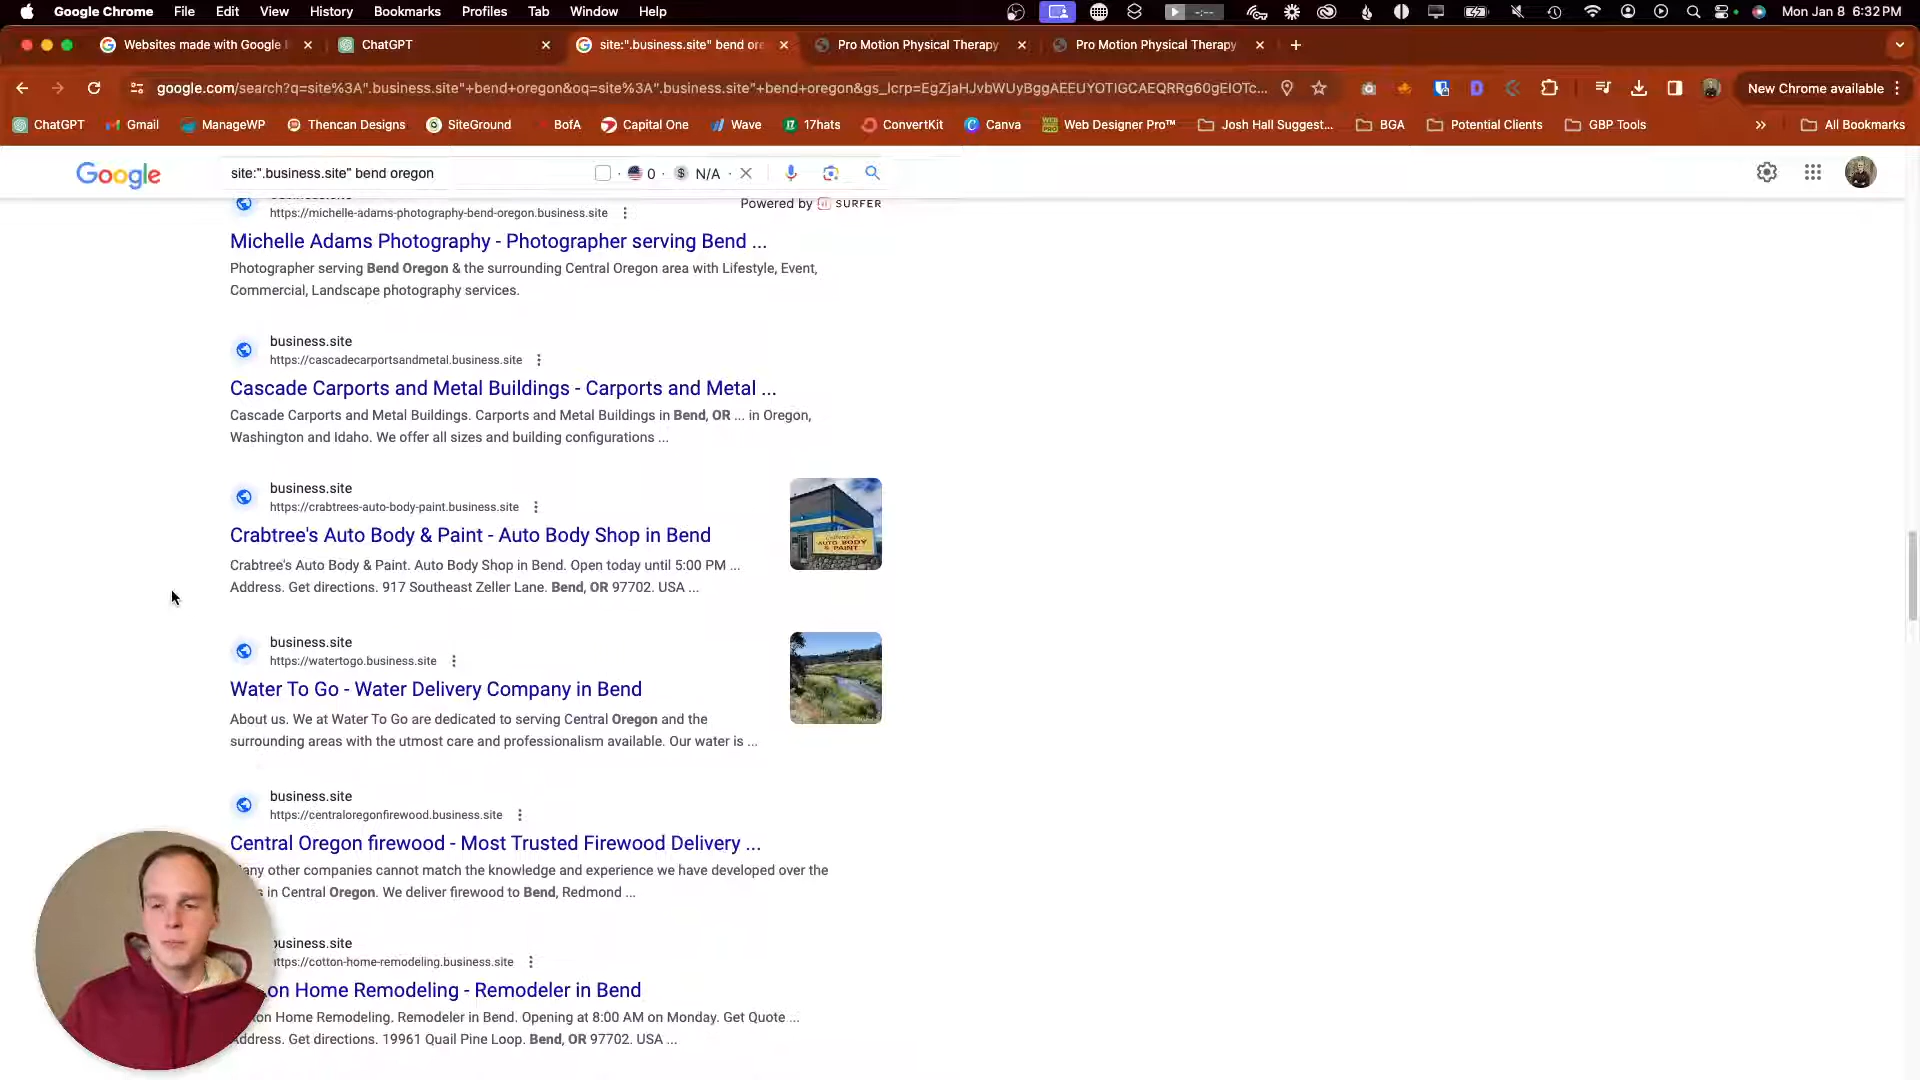 Google Chrome File Edit View History Bookmarks Profiles Tab Window Help Mon Jan 8 6:32 PM
Websites made with Google ChatGPT site:".business.site" bend ore Pro Motion Physical Therapy Pro Motion Physical Therapy
google.com/search?q=site%3A".business.site"+bend+oregon&oq=site%3A".business.site"+bend+oregon&gs_lcrp=EgZjaHJvbWUyBggAEEUYOTIGCAEQRRg60gEIOTc... New Chrome available
ChatGPT Gmail ManageWP Thencan Designs SiteGround BofA Capital One Wave 17hats ConvertKit Canva Web Designer Pro™ Josh Hall Suggest... BGA Potential Clients GBP Tools » All Bookmarks
Google site:".business.site" bend oregon 0 N/A
Powered by SURFER
https://michelle-adams-photography-bend-oregon.business.site
Michelle Adams Photography - Photographer serving Bend ...
Photographer serving Bend Oregon & the surrounding Central Oregon area with Lifestyle, Event,
Commercial, Landscape photography services.
business.site
https://cascadecarportsandmetal.business.site
Cascade Carports and Metal Buildings - Carports and Metal ...
Cascade Carports and Metal Buildings. Carports and Metal Buildings in Bend, OR ... in Oregon,
Washington and Idaho. We offer all sizes and building configurations ...
business.site
https://crabtrees-auto-body-paint.business.site
Crabtree's Auto Body & Paint - Auto Body Shop in Bend
Crabtree's Auto Body & Paint. Auto Body Shop in Bend. Open today until 5:00 PM ...
Address. Get directions. 917 Southeast Zeller Lane. Bend, OR 97702. USA ...
AUTO BODY
& PAINT
business.site
https://watertogo.business.site
Water To Go - Water Delivery Company in Bend
About us. We at Water To Go are dedicated to serving Central Oregon and the
surrounding areas with the utmost care and professionalism available. Our water is ...
business.site
https://centraloregonfirewood.business.site
Central Oregon firewood - Most Trusted Firewood Delivery ...
any other companies cannot match the knowledge and experience we have developed over the
s in Central Oregon. We deliver firewood to Bend, Redmond ...
business.site
https://cotton-home-remodeling.business.site
on Home Remodeling - Remodeler in Bend
on Home Remodeling. Remodeler in Bend. Opening at 8:00 AM on Monday. Get Quote ...
Address. Get directions. 19961 Quail Pine Loop. Bend, OR 97702. USA ...